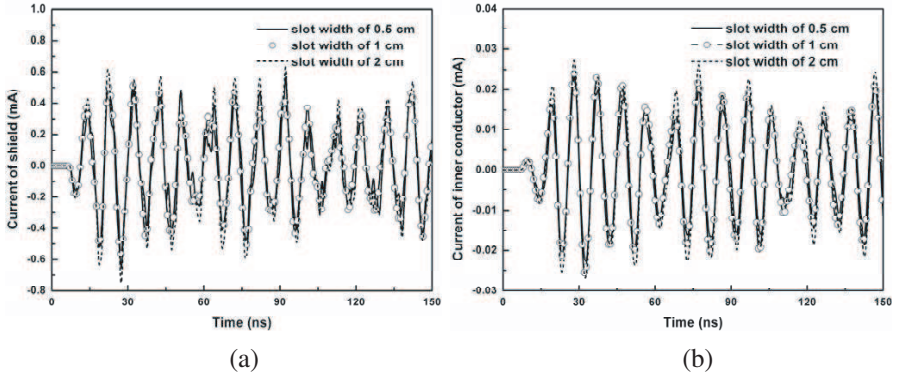 1.0
0.8
0.6
0.4
0.2
0.0
-0.2
-0.4
-0.6
-0.8
Current of shield (mA)
slot width of 0.5 cm
slot width of 1 cm
slot width of 2 cm
0 30 60 90 120 150
Time (ns)
(a)
0.04
0.03
0.02
0.01
0.00
-0.01
-0.02
-0.03
Current of inner conductor (mA)
slot width of 0.5 cm
slot width of 1 cm
slot width of 2 cm
0 30 60 90 120 150
Time (ns)
(b)